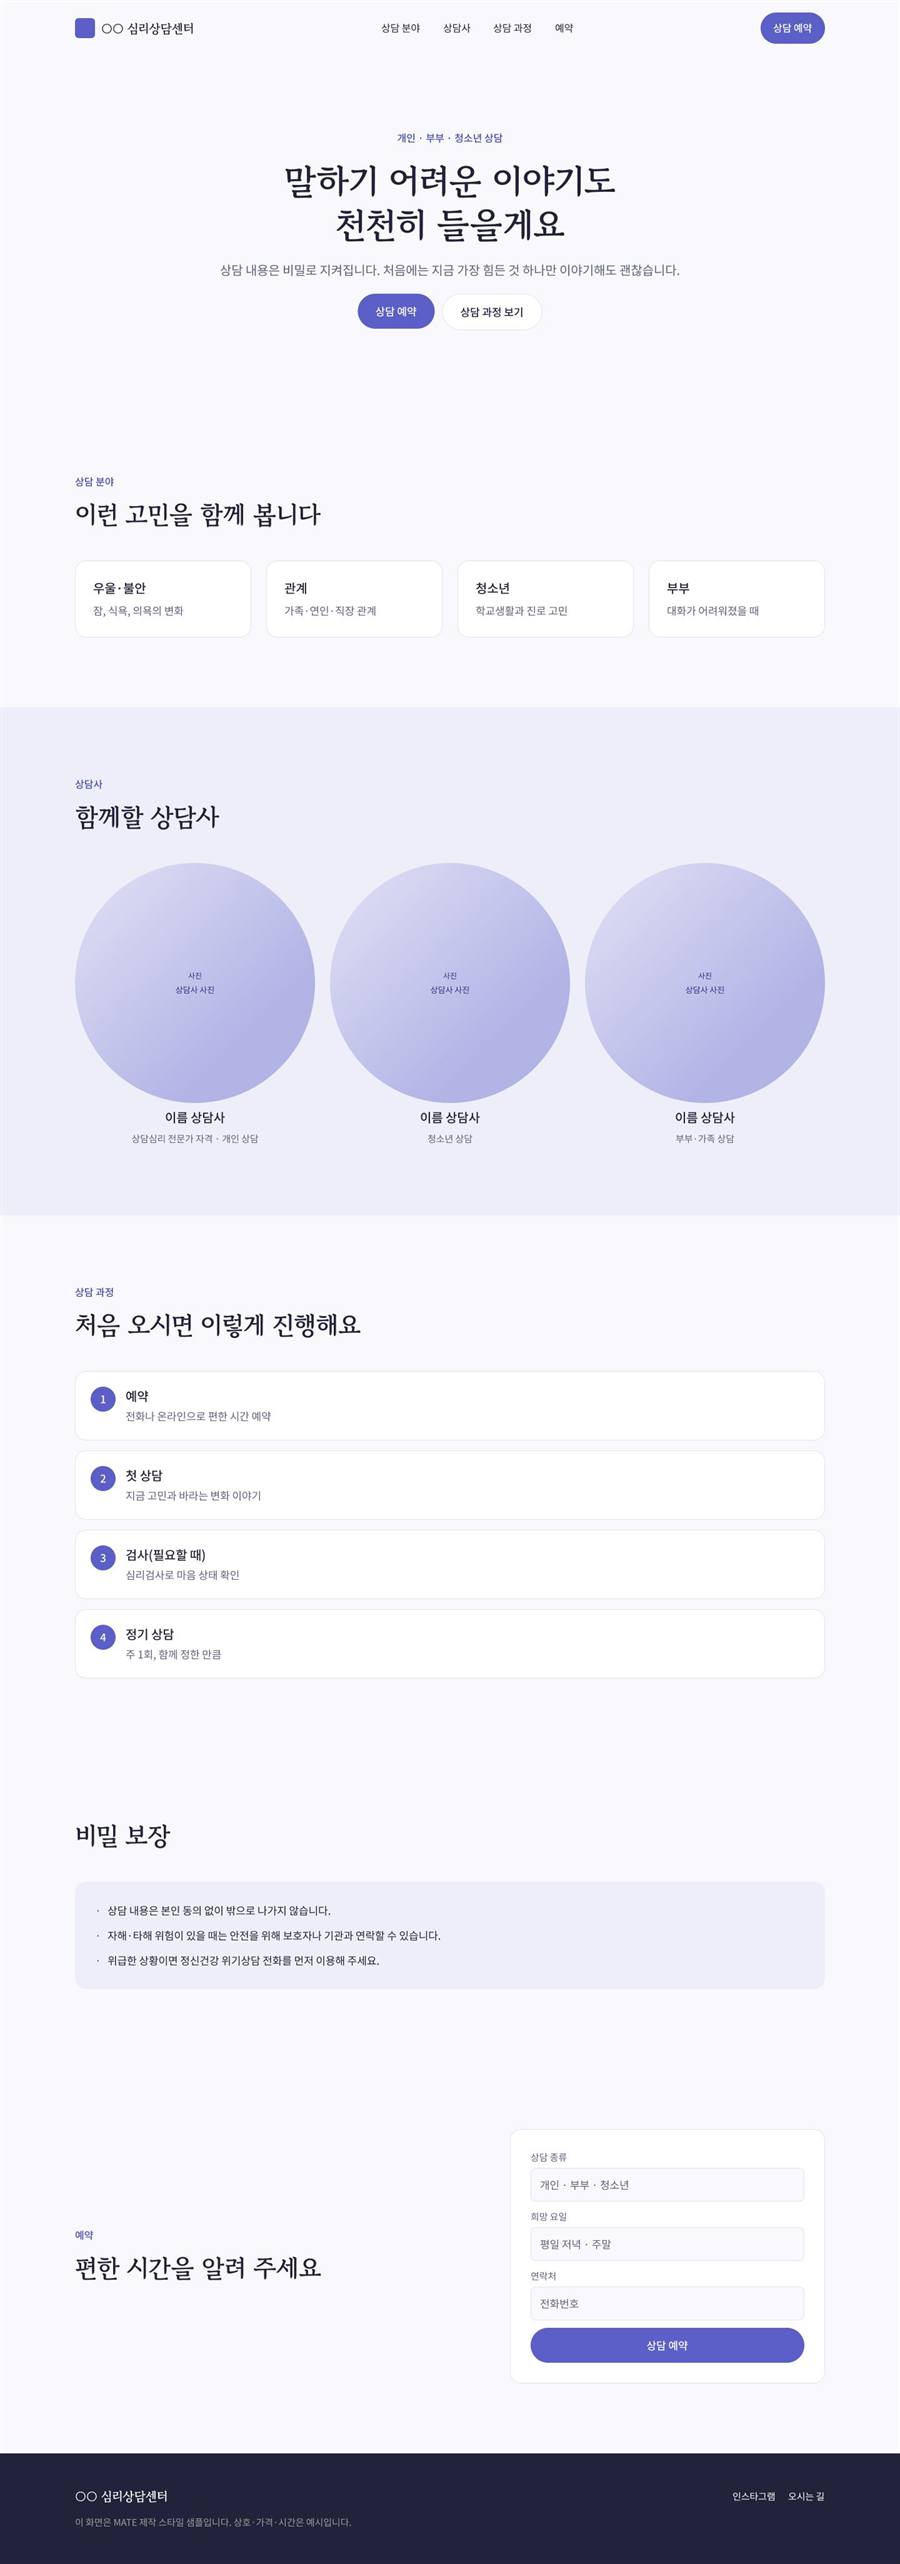 ○○ 심리상담센터
상담 분야 상담사 상담 과정 예약
상담 예약
개인 · 부부 · 청소년 상담
말하기 어려운 이야기도
천천히 들을게요
상담 내용은 비밀로 지켜집니다. 처음에는 지금 가장 힘든 것 하나만 이야기해도 괜찮습니다.
상담 예약
상담 과정 보기
상담 분야
이런 고민을 함께 봅니다
우울·불안
잠, 식욕, 의욕의 변화
관계
가족·연인·직장 관계
청소년
학교생활과 진로 고민
부부
대화가 어려워졌을 때
상담사
함께할 상담사
사진
상담사 사진
이름 상담사
상담심리 전문가 자격 · 개인 상담
사진
상담사 사진
이름 상담사
청소년 상담
사진
상담사 사진
이름 상담사
부부·가족 상담
상담 과정
처음 오시면 이렇게 진행해요
1
예약
전화나 온라인으로 편한 시간 예약
2
첫 상담
지금 고민과 바라는 변화 이야기
3
검사(필요할 때)
심리검사로 마음 상태 확인
4
정기 상담
주 1회, 함께 정한 만큼
비밀 보장
· 상담 내용은 본인 동의 없이 밖으로 나가지 않습니다.
· 자해·타해 위험이 있을 때는 안전을 위해 보호자나 기관과 연락할 수 있습니다.
· 위급한 상황이면 정신건강 위기상담 전화를 먼저 이용해 주세요.
예약
편한 시간을 알려 주세요
상담 종류
개인 · 부부 · 청소년
희망 요일
평일 저녁 · 주말
연락처
전화번호
상담 예약
○○ 심리상담센터
이 화면은 MATE 제작 스타일 샘플입니다. 상호·가격·시간은 예시입니다.
인스타그램 오시는 길